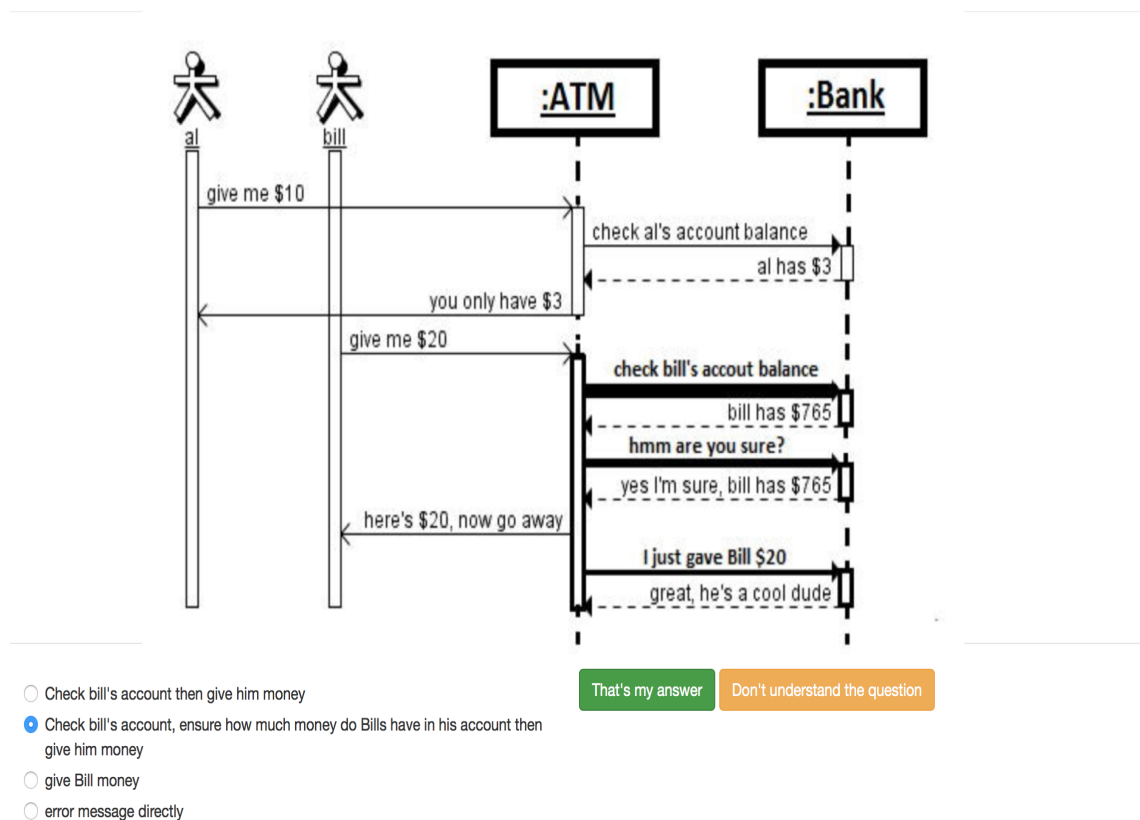 al
bill
:ATM
:Bank
give me $10
check al's account balance
al has $3
you only have $3
give me $20
check bill's accout balance
bill has $765
hmm are you sure?
yes I'm sure, bill has $765
here's $20, now go away
I just gave Bill $20
great, he's a cool dude
Check bill's account then give him money
Check bill's account, ensure how much money do Bills have in his account then
give him money
give Bill money
error message directly
That's my answer
Don't understand the question